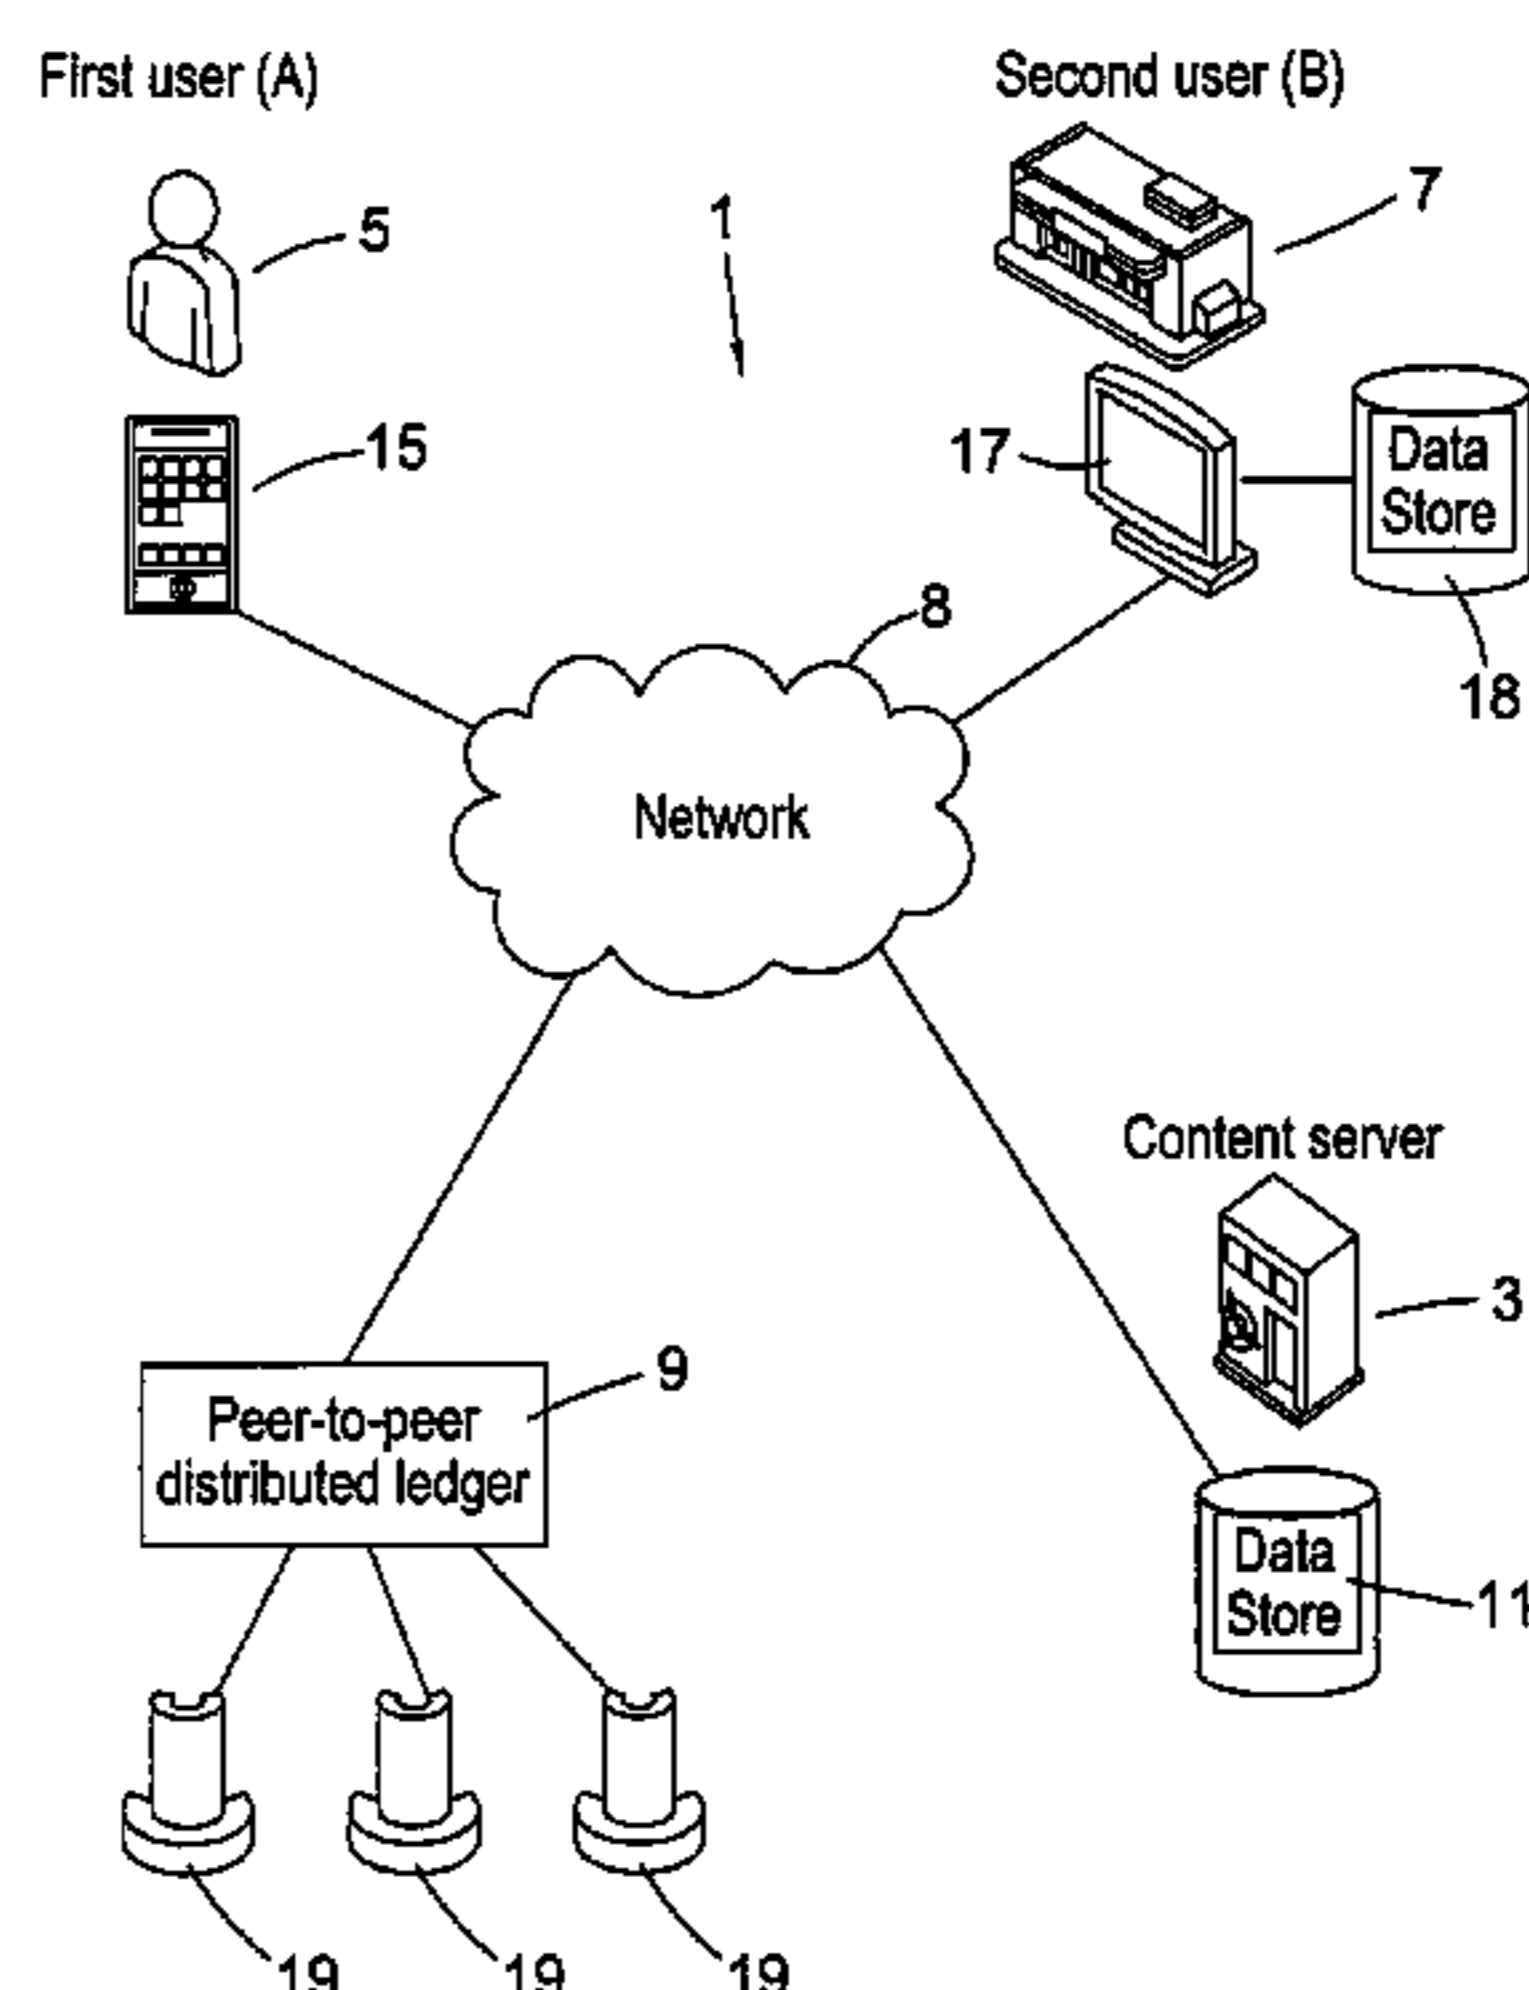 First user (A)
Second user (B)
5
1
7
15
17
Data
Store
8
18
Network
Content server
3
9
Peer-to-peer
distributed ledger
Data
Store
11
19
19
19